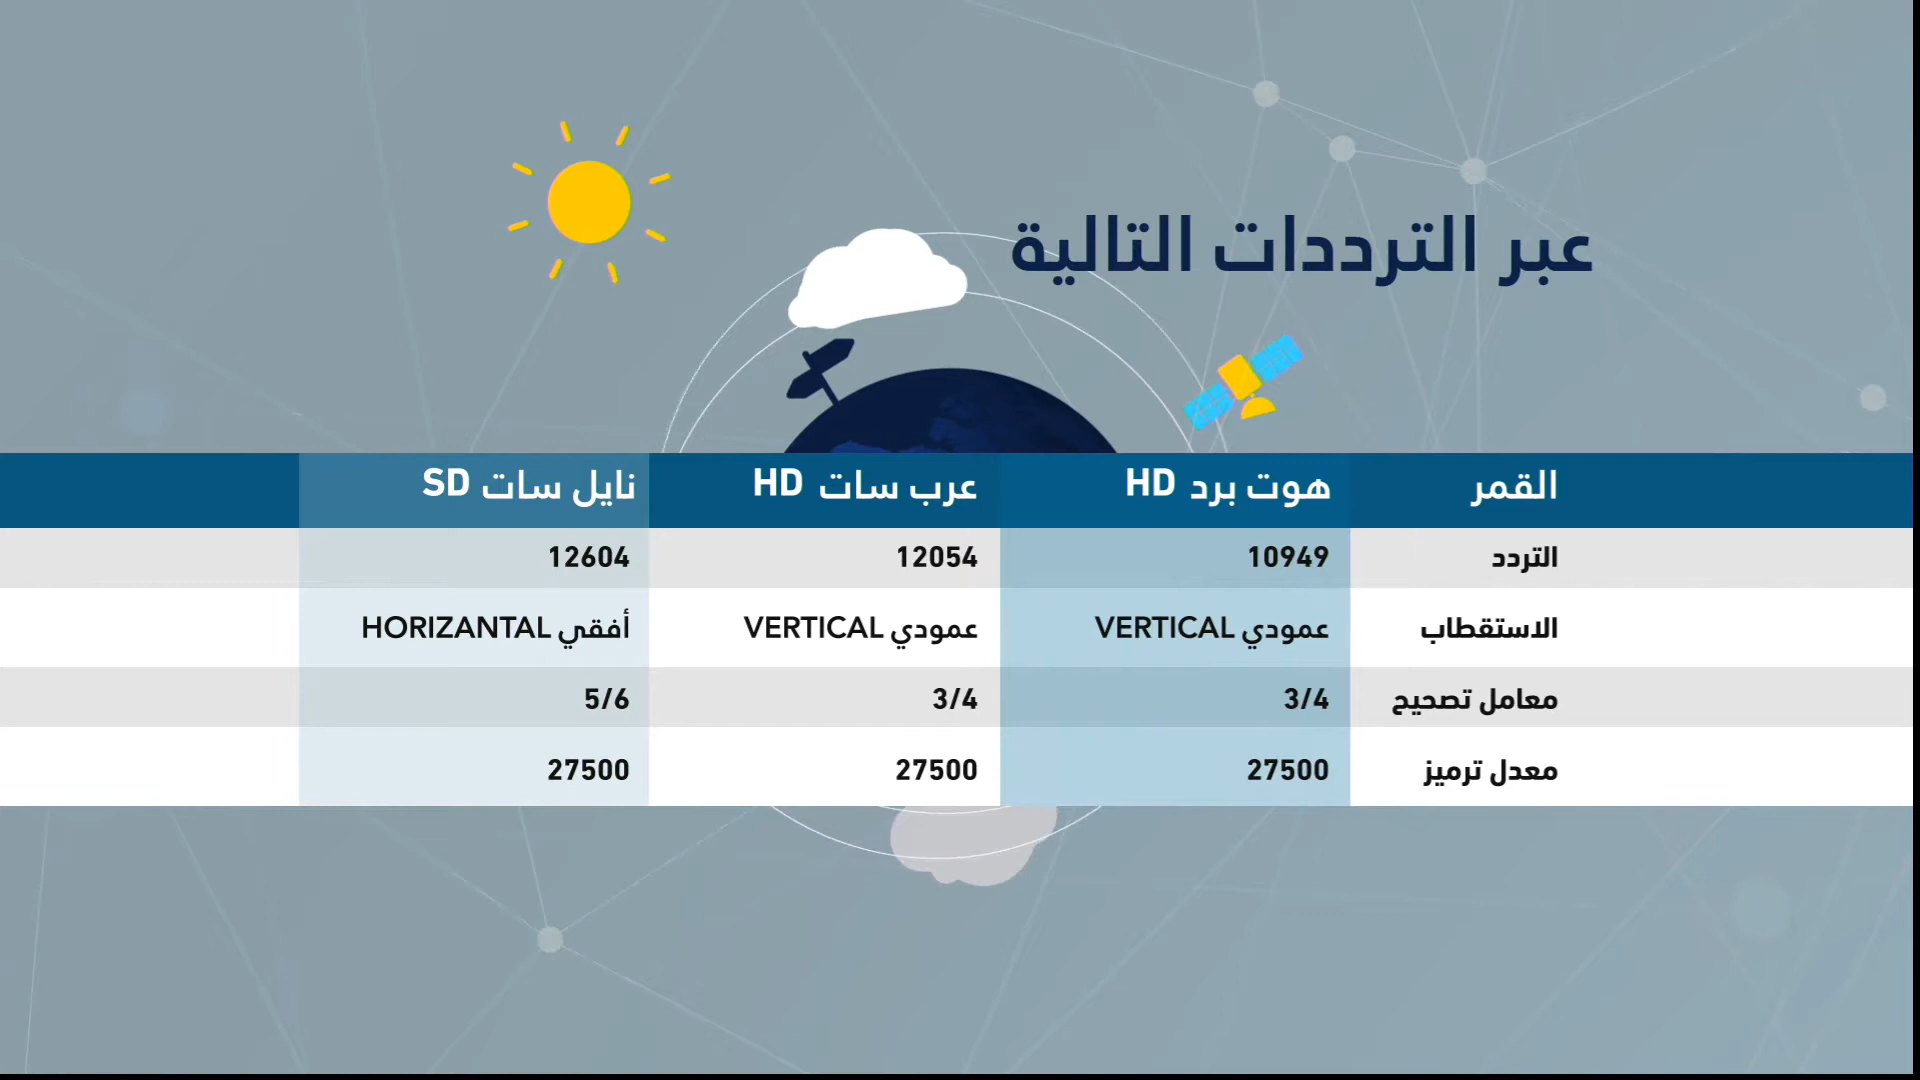 عبر الترددات التالية
القمر هوت برد HD عرب سات HD نايل سات SD
التردد 10949 12054 12604
الاستقطاب عمودي VERTICAL عمودي VERTICAL أفقي HORIZANTAL
معامل تصحيح 3/4 3/4 5/6
معدل ترميز 27500 27500 27500